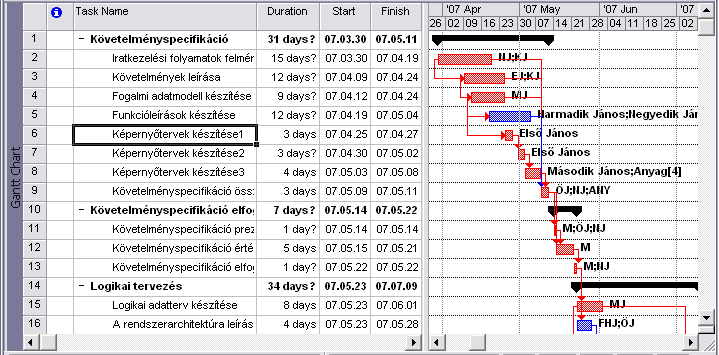 '07 Apr '07 May '07 Jun '07
Task Name Duration Start Finish 26 02 09 16 23 30 07 14 21 28 04 11 18 25 02
1 − Követelményspecifikáció 31 days? 07.03.30 07.05.11
2 Iratkezelési folyamatok felmér 15 days? 07.03.30 07.04.19 NJ;KJ
3 Követelmények leírása 12 days? 07.04.09 07.04.24 EJ;KJ
4 Fogalmi adatmodell készítése 9 days? 07.04.12 07.04.24 MJ
5 Funkcióleírások készítése 12 days? 07.04.19 07.05.04 Harmadik János;Negyedik Ján
6 Képernyőtervek készítése1 3 days 07.04.25 07.04.27 Első János
7 Képernyőtervek készítése2 3 days? 07.04.30 07.05.02 Első János
8 Képernyőtervek készítése3 4 days 07.05.03 07.05.08 Második János;Anyag[4]
9 Követelményspecifikáció össz 3 days 07.05.09 07.05.11 ÖJ;NJ;ANY
10 − Követelményspecifikáció elfog 7 days? 07.05.14 07.05.22
11 Követelményspecifikáció prez 1 day? 07.05.14 07.05.14 M;ÖJ;NJ
12 Követelményspecifikáció érté 5 days 07.05.15 07.05.21 M
13 Követelményspecifikáció elfo 1 day? 07.05.22 07.05.22 M;NJ
14 − Logikai tervezés 34 days? 07.05.23 07.07.09
15 Logikai adatterv készítése 8 days 07.05.23 07.06.01 MJ
16 A rendszerarchitektúra leírás 4 days 07.05.23 07.05.28 FHJ;ÖJ
Gantt Chart